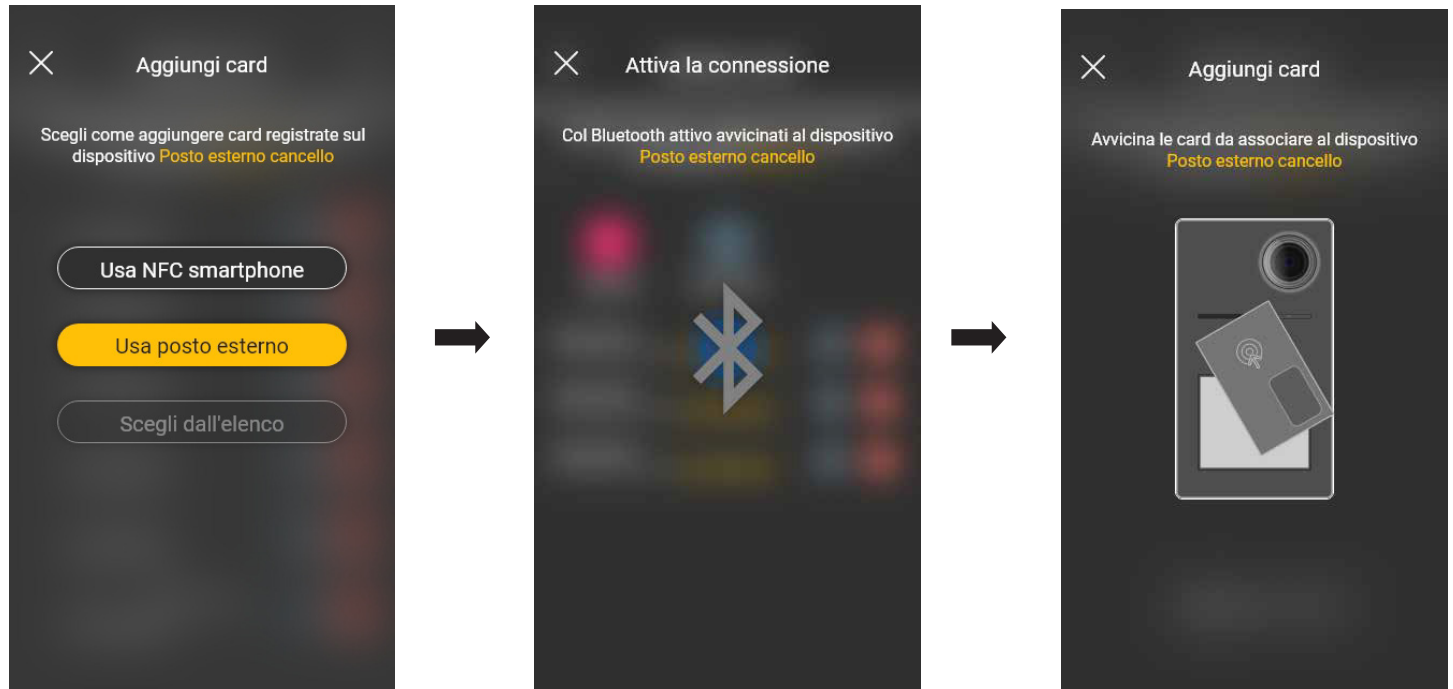 Aggiungi card
Scegli come aggiungere card registrate sul
dispositivo Posto esterno cancello
Usa NFC smartphone
Usa posto esterno
Scegli dall'elenco
Attiva la connessione
Col Bluetooth attivo avvicinati al dispositivo
Posto esterno cancello
Aggiungi card
Avvicina le card da associare al dispositivo
Posto esterno cancello